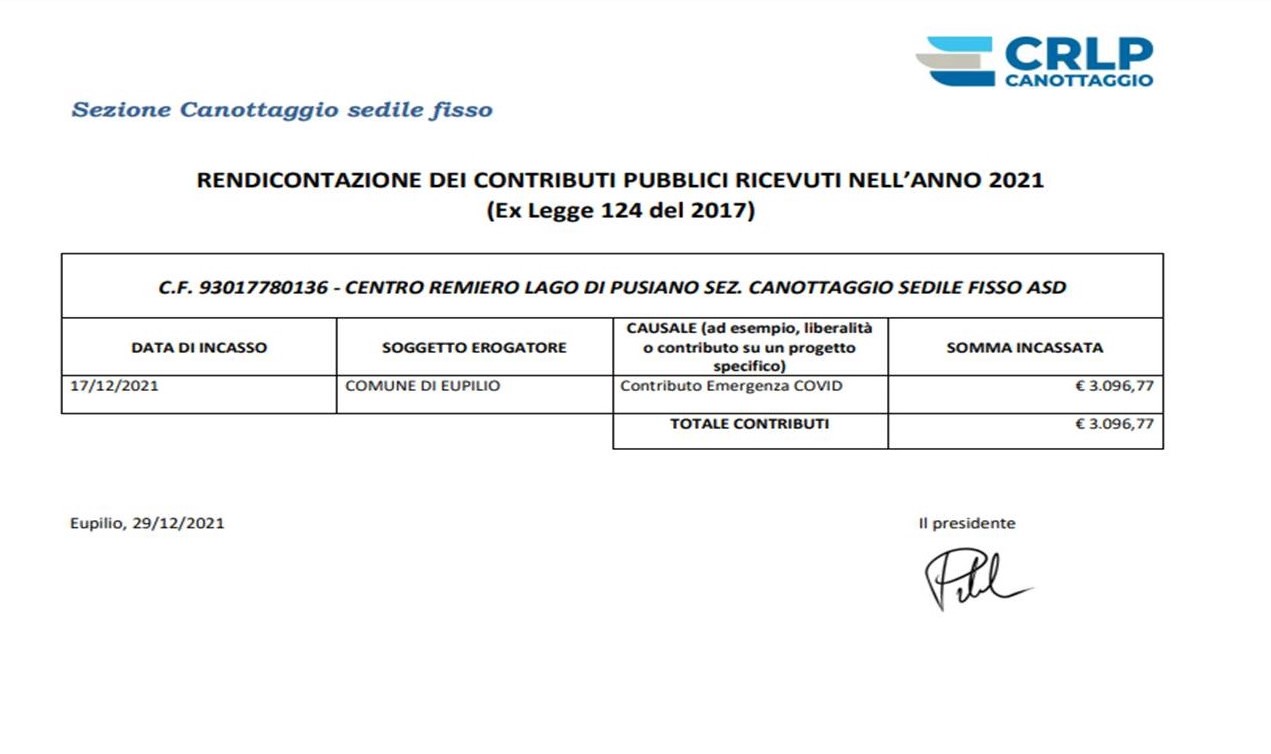 CRLP
CANOTTAGGIO
Sezione Canottaggio sedile fisso
RENDICONTAZIONE DEI CONTRIBUTI PUBBLICI RICEVUTI NELL’ANNO 2021
(Ex Legge 124 del 2017)
C.F. 93017780136 - CENTRO REMIERO LAGO DI PUSIANO SEZ. CANOTTAGGIO SEDILE FISSO ASD
DATA DI INCASSO
SOGGETTO EROGATORE
CAUSALE (ad esempio, liberalità
o contributo su un progetto
specifico)
SOMMA INCASSATA
17/12/2021
COMUNE DI EUPILIO
Contributo Emergenza COVID
€ 3.096,77
TOTALE CONTRIBUTI
€ 3.096,77
Eupilio, 29/12/2021
Il presidente